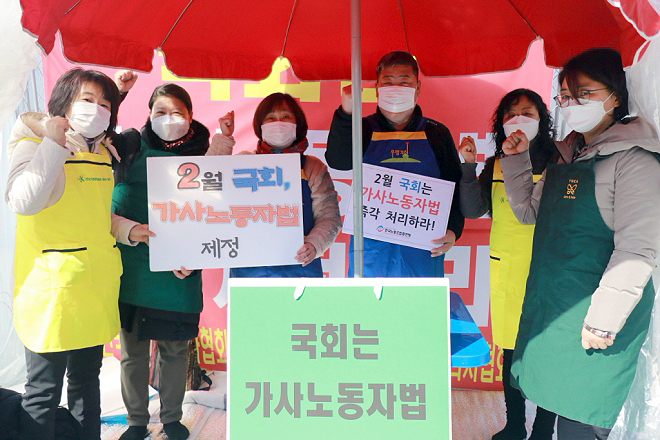 2월 국회,
가사노동자법
제정
2월 국회는
가사노동자법
즉각 처리하라!
국회는
가사노동자법
YWCA